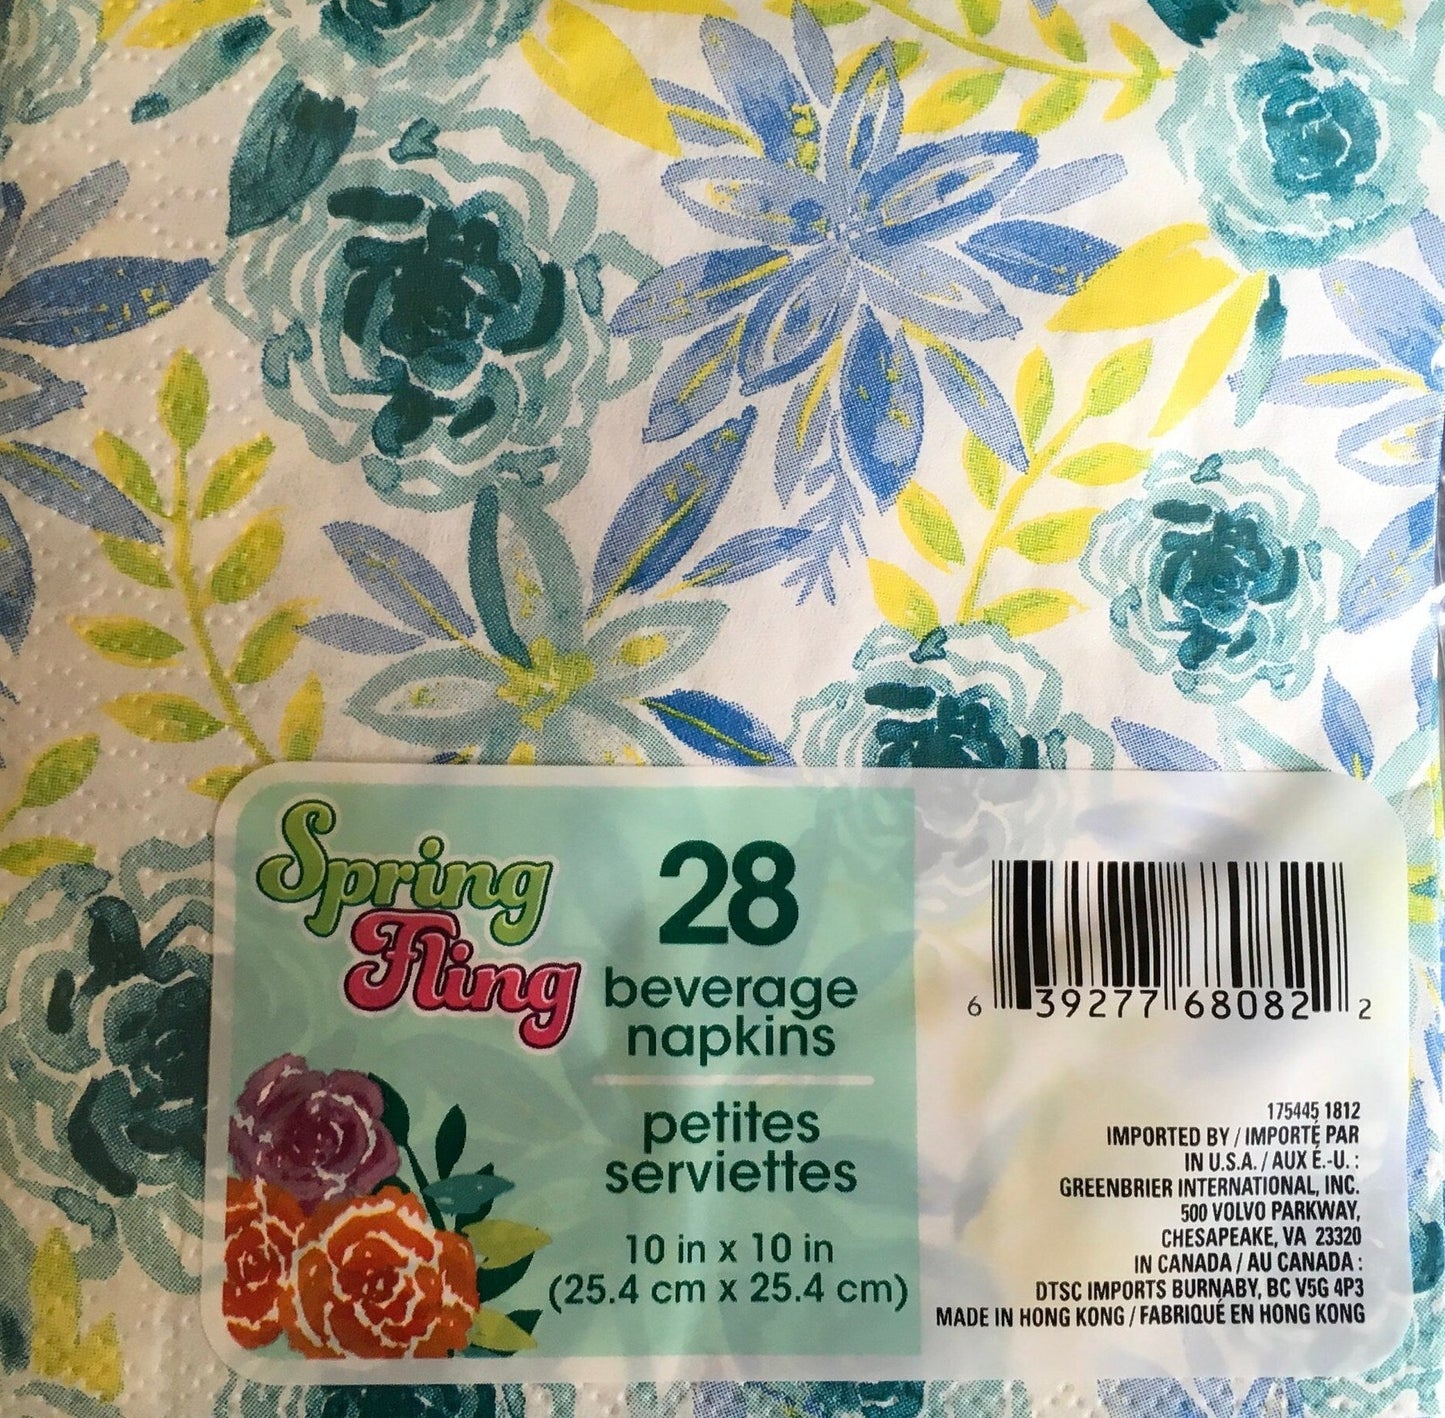 Spring
Fling
28
beverage
napkins
petites
serviettes
10 in x 10 in
(25.4 cm x 25.4 cm)
6 39277 68082 2
175445 1812
IMPORTED BY / IMPORTÉ PAR
IN U.S.A. / AUX É.-U. :
GREENBRIER INTERNATIONAL, INC.
500 VOLVO PARKWAY,
CHESAPEAKE, VA 23320
IN CANADA / AU CANADA :
DTSC IMPORTS BURNABY, BC V5G 4P3
MADE IN HONG KONG / FABRIQUÉ EN HONG KONG